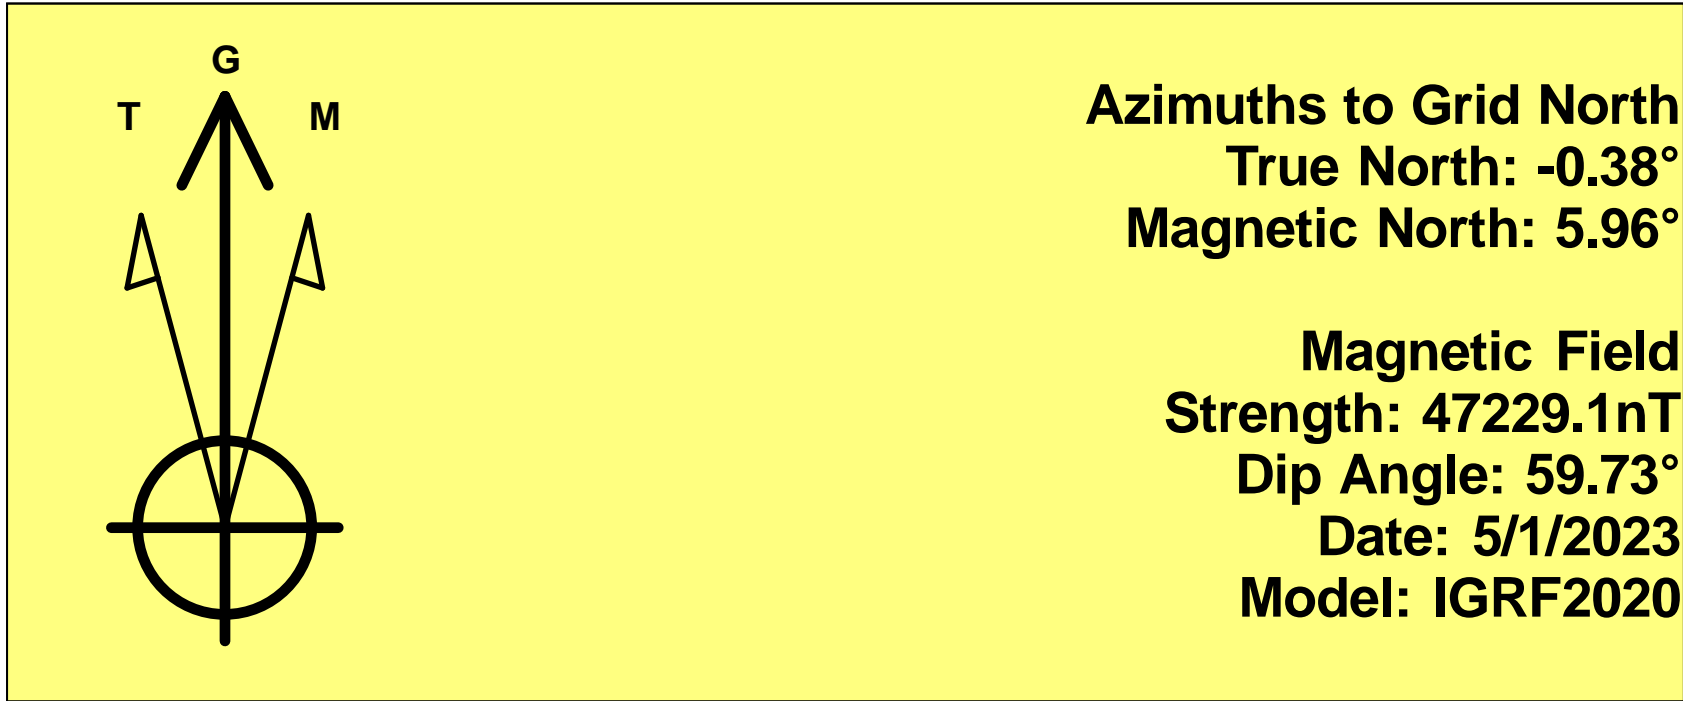 G
T M
Azimuths to Grid North
True North: -0.38°
Magnetic North: 5.96°
Magnetic Field
Strength: 47229.1nT
Dip Angle: 59.73°
Date: 5/1/2023
Model: IGRF2020